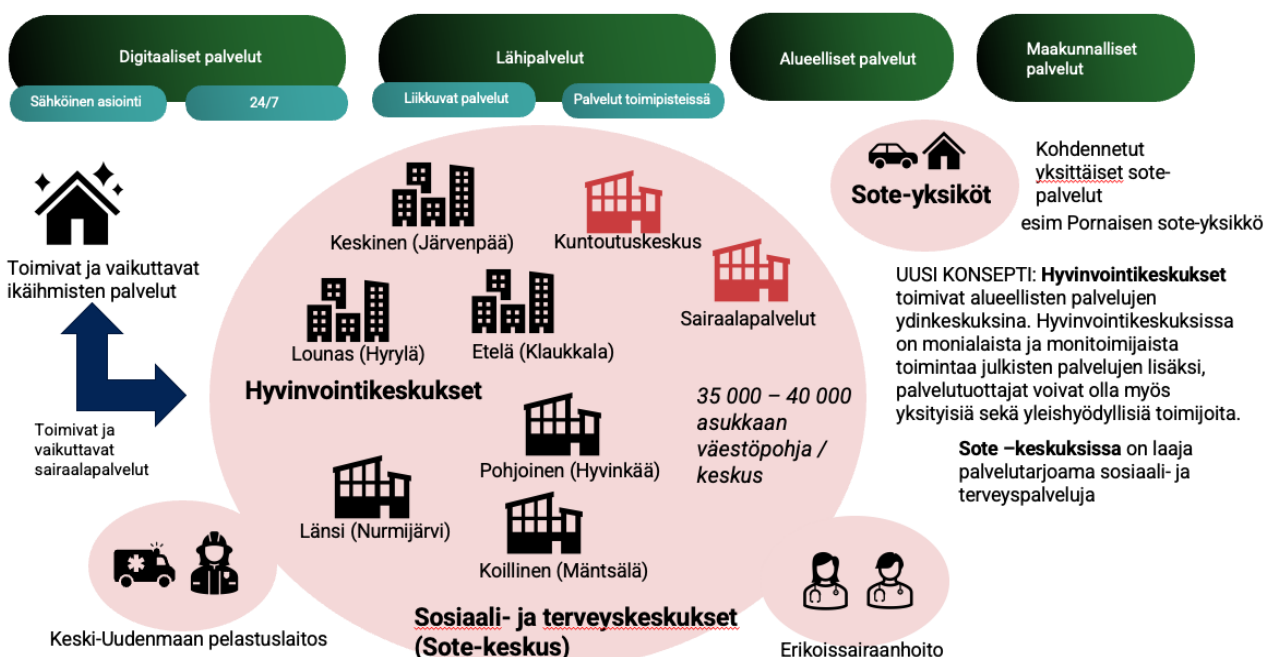 Digitaaliset palvelut
Sähköinen asiointi
24/7
Lähipalvelut
Liikkuvat palvelut
Palvelut toimipisteissä
Alueelliset palvelut
Maakunnalliset
palvelut
Toimivat ja vaikuttavat
ikäihmisten palvelut
Toimivat ja
vaikuttavat
sairaalapalvelut
Keskinen (Järvenpää)
Kuntoutuskeskus
Sairaalapalvelut
Lounas (Hyrylä)
Etelä (Klaukkala)
Hyvinvointikeskukset
35 000 – 40 000
asukkaan
väestöpohja /
keskus
Pohjoinen (Hyvinkää)
Länsi (Nurmijärvi)
Koillinen (Mäntsälä)
Sosiaali- ja terveyskeskukset
(Sote-keskus)
Keski-Uudenmaan pelastuslaitos
Erikoissairaanhoito
Sote-yksiköt
Kohdennetut
yksittäiset sote-
palvelut
esim Pornaisen sote-yksikkö
UUSI KONSEPTI: Hyvinvointikeskukset
toimivat alueellisten palvelujen
ydinkeskuksina. Hyvinvointikeskuksissa
on monialaista ja monitoimijaista
toimintaa julkisten palvelujen lisäksi,
palvelutuottajat voivat olla myös
yksityisiä sekä yleishyödyllisiä toimijoita.
Sote –keskuksissa on laaja
palvelutarjoama sosiaali- ja
terveyspalveluja